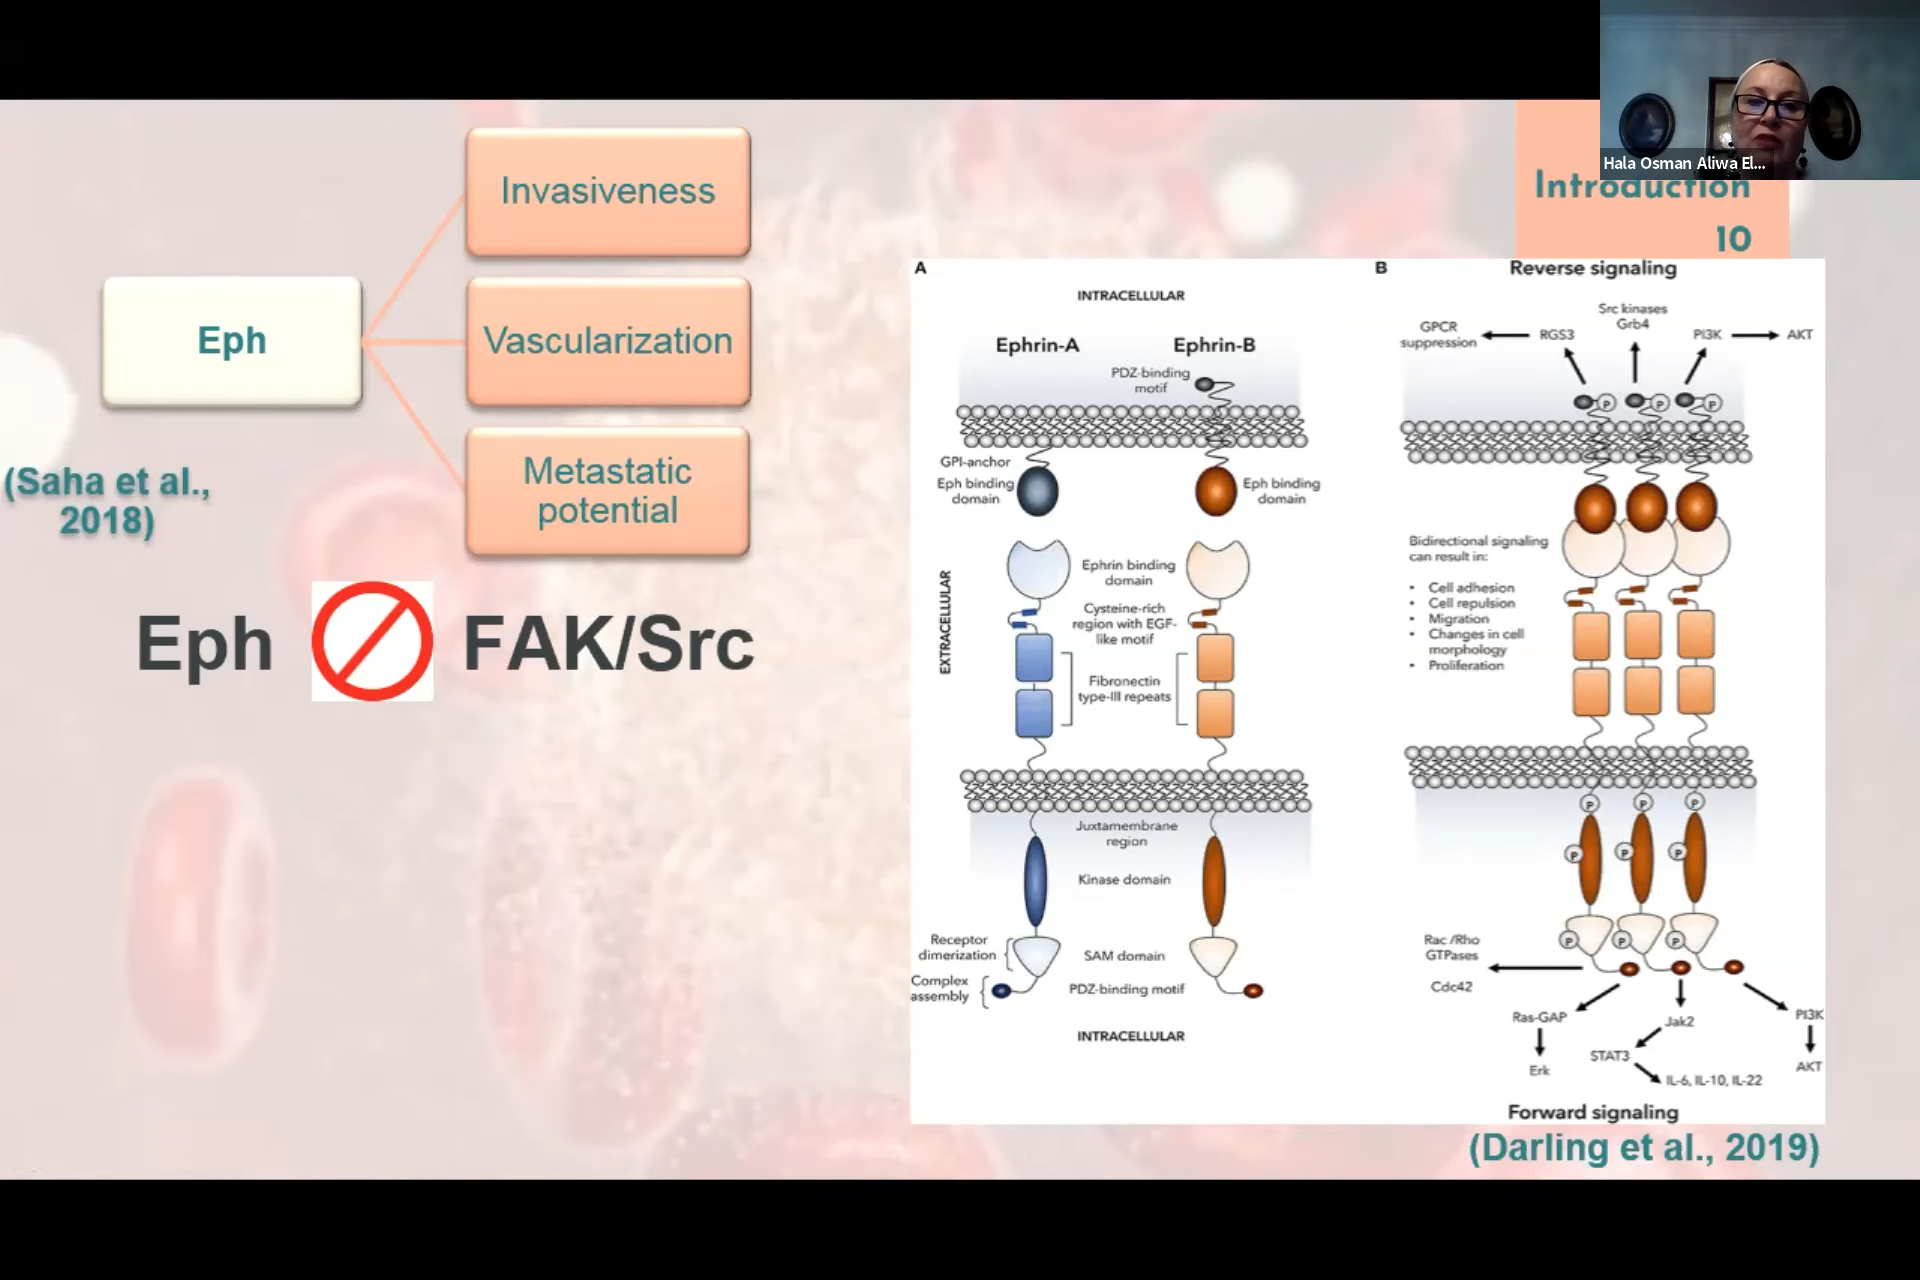 Hala Osman Aliwa El...
Introduction
10
Invasiveness
Eph
Vascularization
Metastatic
potential
(Saha et al.,
2018)
Eph
FAK/Src
A
INTRACELLULAR
Ephrin-A
Ephrin-B
PDZ-binding
motif
GPI-anchor
Eph binding
domain
Eph binding
domain
EXTRACELLULAR
Ephrin binding
domain
Cysteine-rich
region with EGF-
like motif
Fibronectin
type-III repeats
Juxtamembrane
region
Kinase domain
Receptor
dimerization
SAM domain
Complex
assembly
PDZ-binding motif
INTRACELLULAR
B
Reverse signaling
GPCR
suppression
RGS3
Src kinases
Grb4
PI3K
AKT
P
P
P
Bidirectional signaling
can result in:
• Cell adhesion
• Cell repulsion
• Migration
• Changes in cell
morphology
• Proliferation
P
P
P
P
P
P
P
P
P
Rac /Rho
GTPases
Cdc42
Ras-GAP
Erk
Jak2
STAT3
IL-6, IL-10, IL-22
PI3K
AKT
Forward signaling
(Darling et al., 2019)